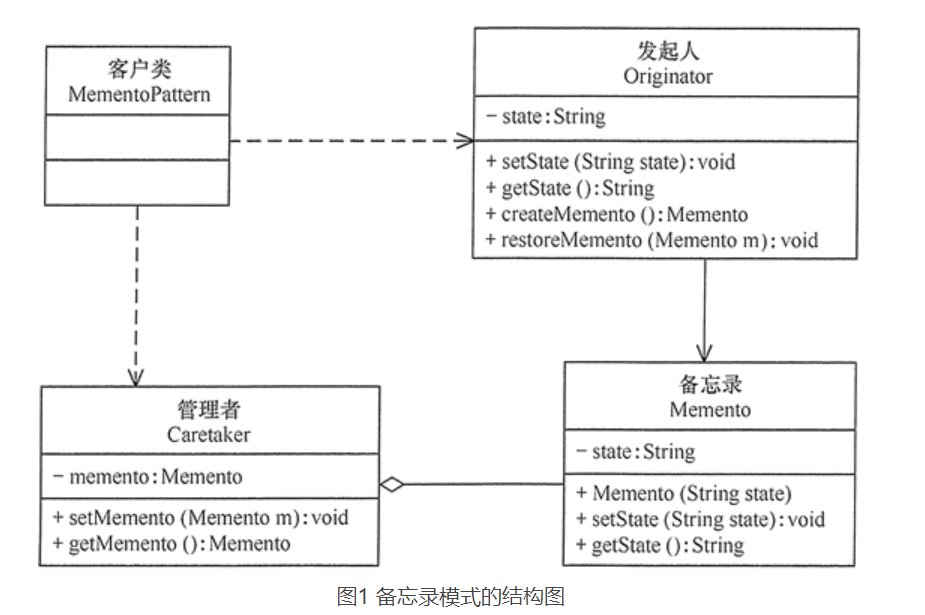 客户类
MementoPattern
发起人
Originator
- state:String
+ setState (String state):void
+ getState ():String
+ createMemento ():Memento
+ restoreMemento (Memento m):void
管理者
Caretaker
- memento:Memento
+ setMemento (Memento m):void
+ getMemento ():Memento
备忘录
Memento
- state:String
+ Memento (String state)
+ setState (String state):void
+ getState ():String
图1 备忘录模式的结构图